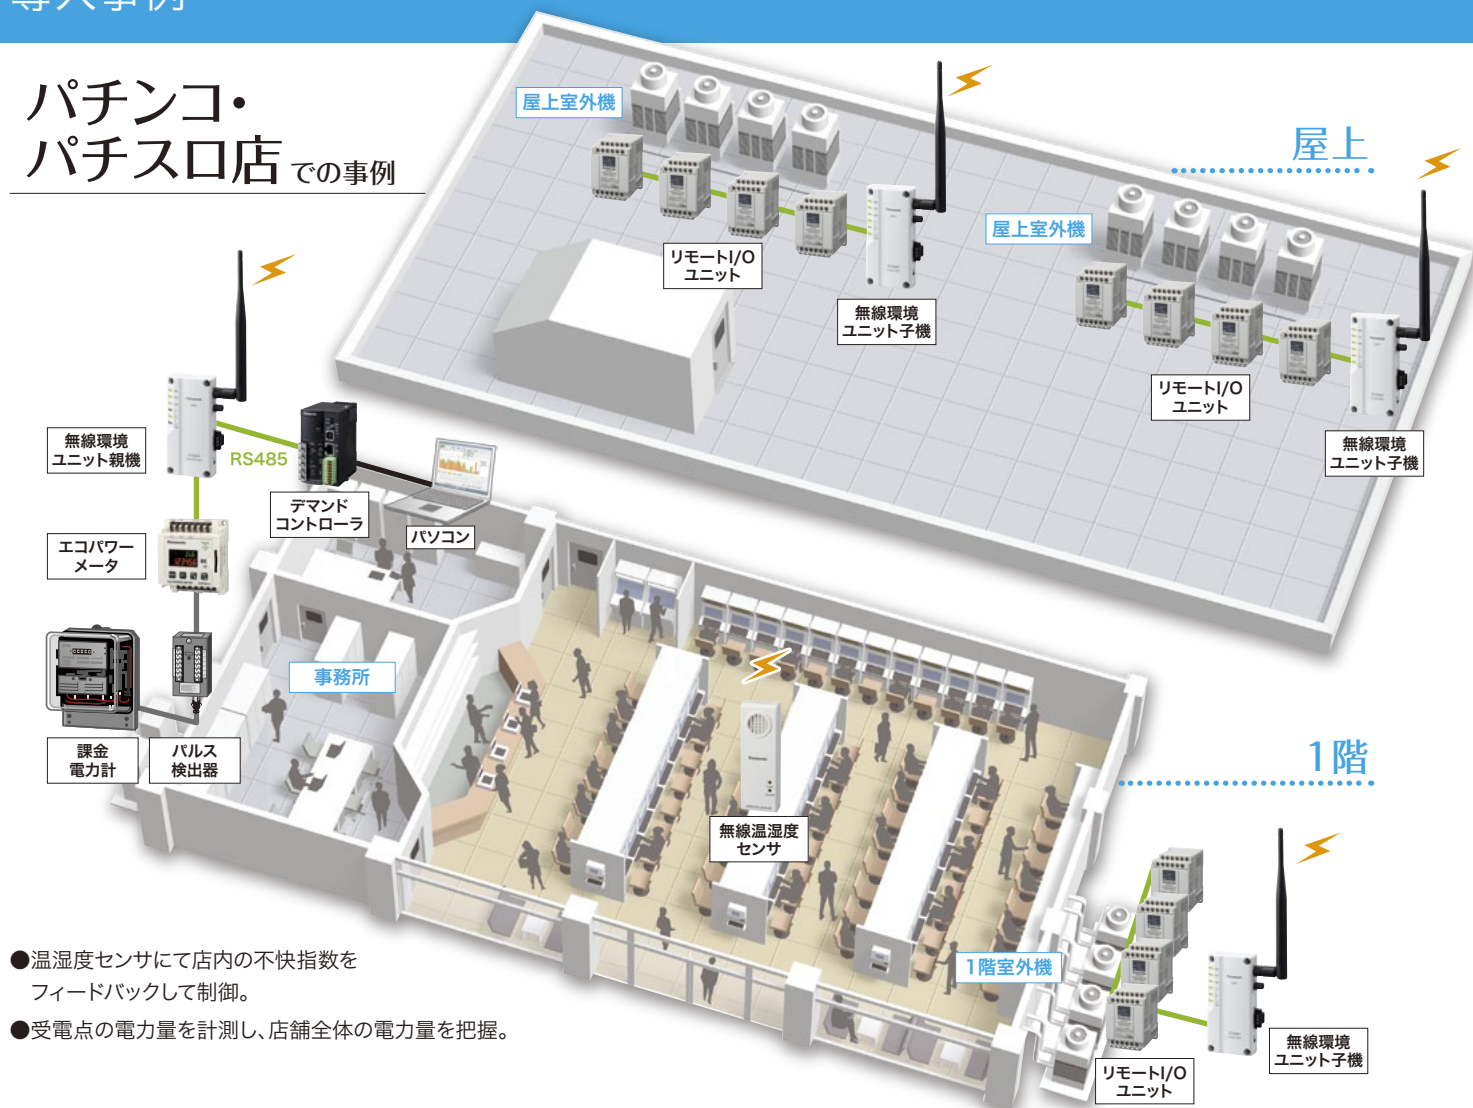 導入事例
パチンコ・
パチスロ店 での事例
屋上
屋上室外機
リモートI/O
ユニット
無線環境
ユニット子機
屋上室外機
リモートI/O
ユニット
無線環境
ユニット子機
無線環境
ユニット親機
RS485
デマンド
コントローラ
パソコン
エコパワー
メータ
課金
電力計
パルス
検出器
事務所
1階
無線温湿度
センサ
1階室外機
リモートI/O
ユニット
無線環境
ユニット子機
●温湿度センサにて店内の不快指数を
フィードバックして制御。
●受電点の電力量を計測し、店舗全体の電力量を把握。
Panasonic